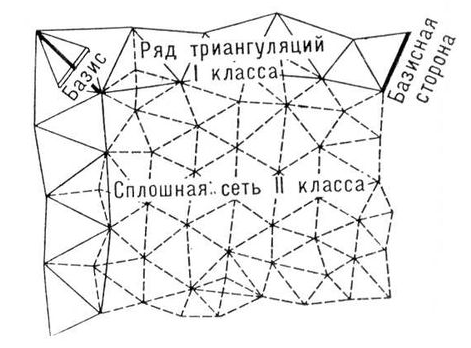 Ряд триангуляций
I класса
Базис
Базисная
сторона
Сплошная сеть II класса